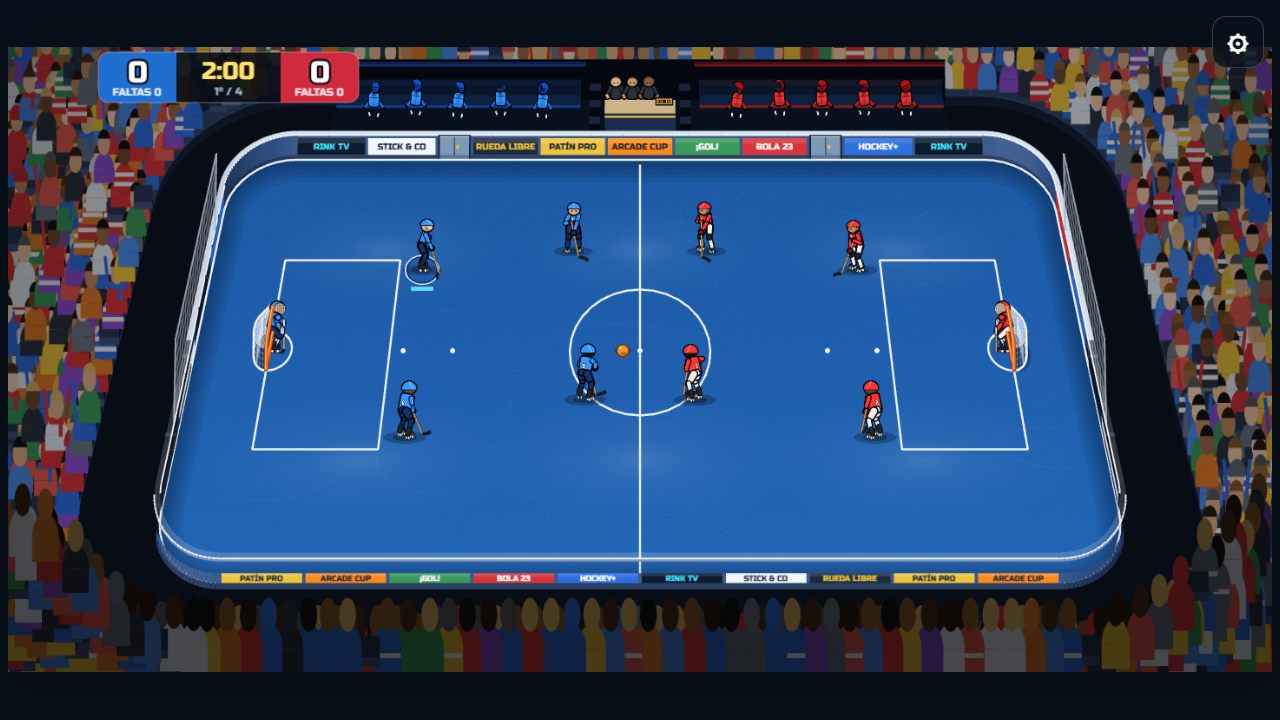 0 2:00 0
FALTAS 0 1º / 4 FALTAS 0
RINK TV STICK & CO RUEDA LIBRE PATÍN PRO ARCADE CUP ¡GOL! BOLA 23 HOCKEY+ RINK TV
PATÍN PRO ARCADE CUP ¡GOL! BOLA 23 HOCKEY+ RINK TV STICK & CO RUEDA LIBRE PATÍN PRO ARCADE CUP